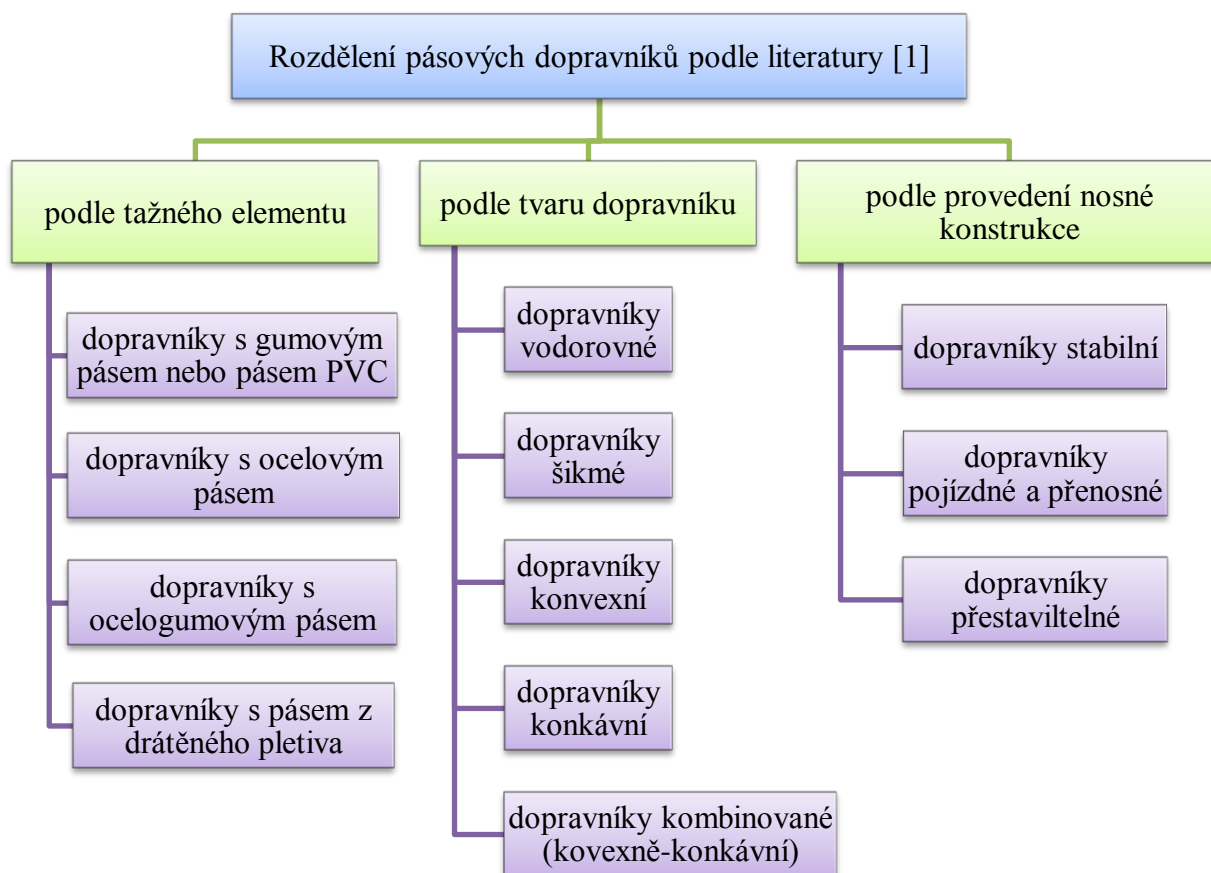 Rozdělení pásových dopravníků podle literatury [1]
podle tažného elementu
dopravníky s gumovým
pásem nebo pásem PVC
dopravníky s ocelovým
pásem
dopravníky s
ocelogumovým pásem
dopravníky s pásem z
drátěného pletiva
podle tvaru dopravníku
dopravníky
vodorovné
dopravníky
šikmé
dopravníky
konvexní
dopravníky
konkávní
dopravníky kombinované
(kovexně-konkávní)
podle provedení nosné
konstrukce
dopravníky stabilní
dopravníky
pojízdné a přenosné
dopravníky
přestaviltelné